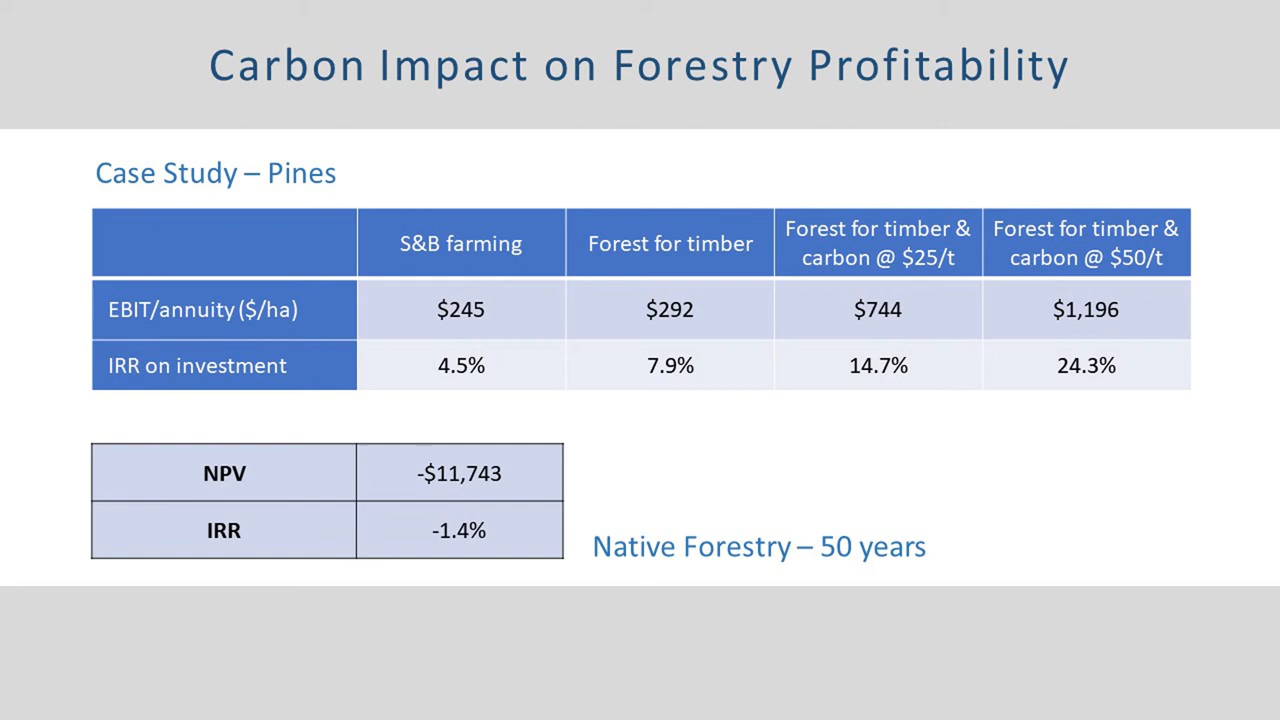 Carbon Impact on Forestry Profitability
Case Study – Pines
S&B farming
Forest for timber
Forest for timber &
carbon @ $25/t
Forest for timber &
carbon @ $50/t
EBIT/annuity ($/ha)
$245
$292
$744
$1,196
IRR on investment
4.5%
7.9%
14.7%
24.3%
NPV
-$11,743
IRR
-1.4%
Native Forestry – 50 years